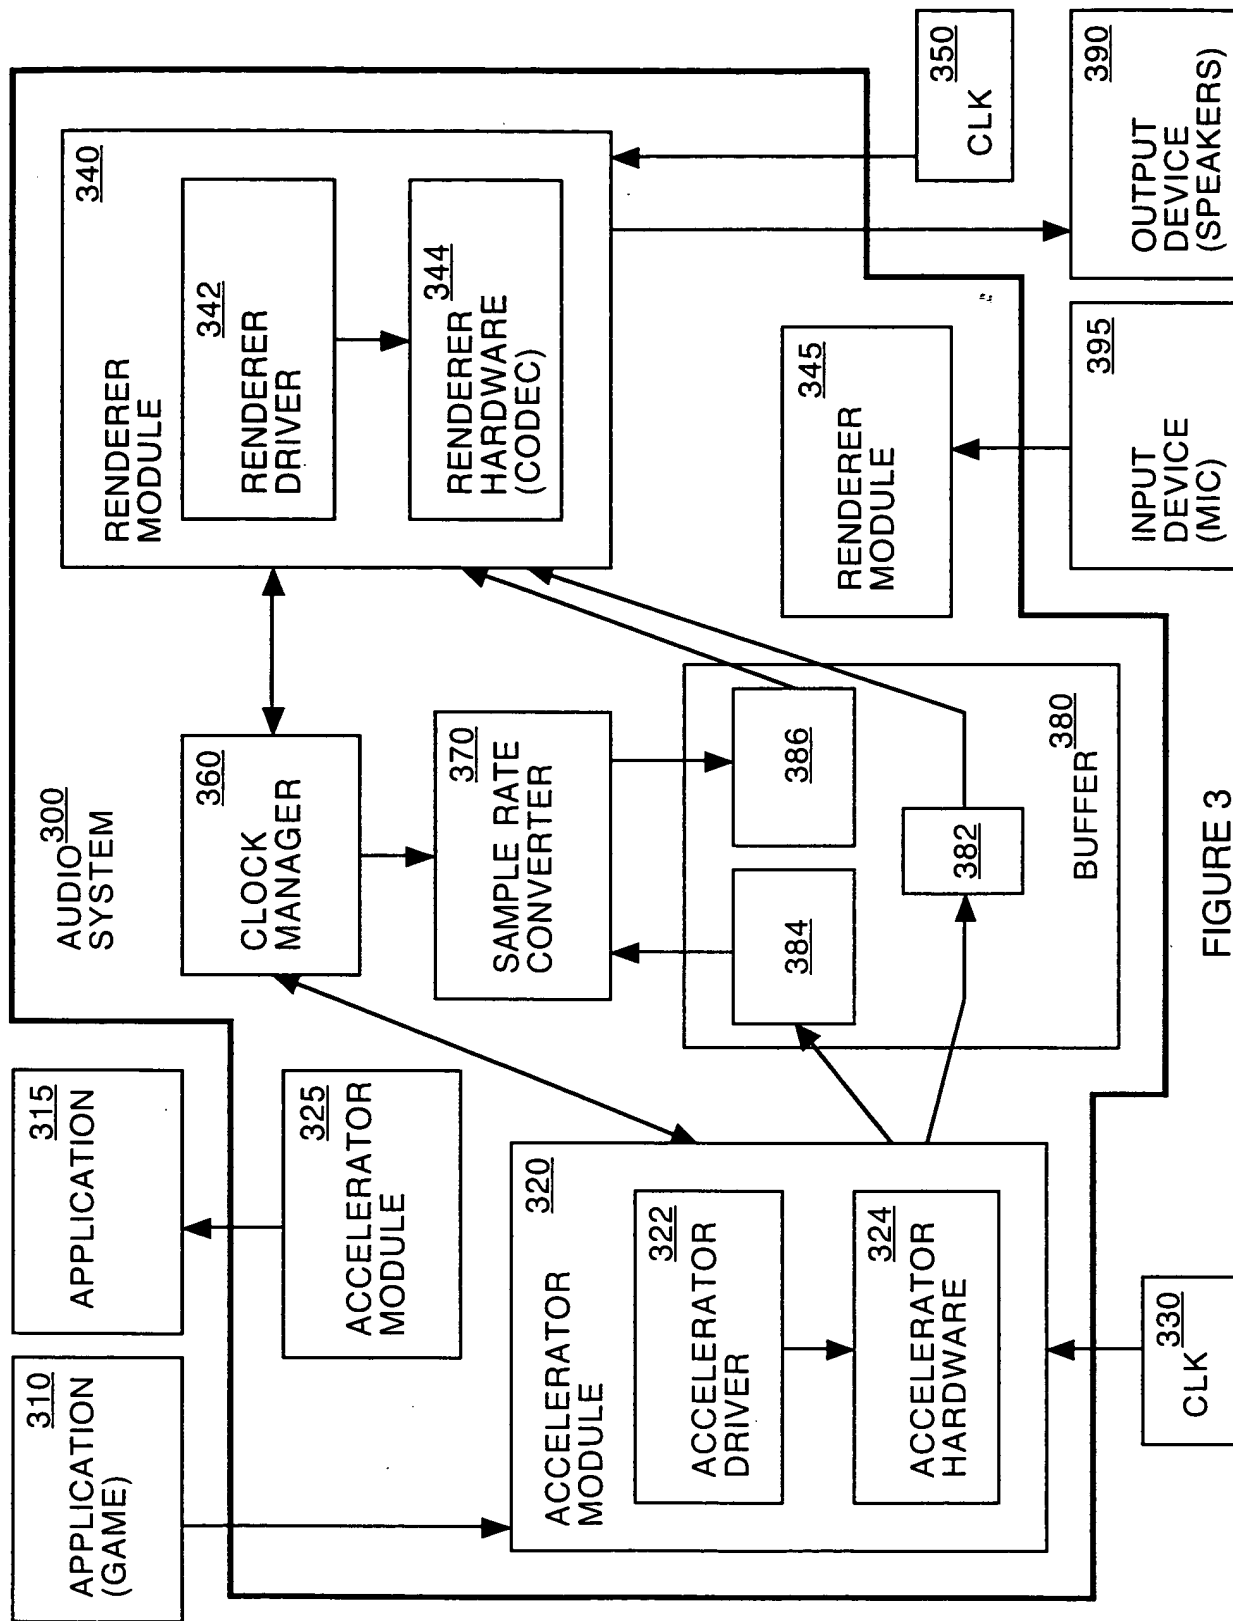 APPLICATION
(GAME)
310
APPLICATION
315
AUDIO
SYSTEM
300
ACCELERATOR
MODULE
325
CLOCK
MANAGER
360
RENDERER
MODULE
340
RENDERER
DRIVER
342
RENDERER
HARDWARE
(CODEC)
344
ACCELERATOR
MODULE
320
ACCELERATOR
DRIVER
322
ACCELERATOR
HARDWARE
324
SAMPLE RATE
CONVERTER
370
384
386
382
BUFFER
380
RENDERER
MODULE
345
CLK
330
CLK
350
INPUT
DEVICE
(MIC)
395
OUTPUT
DEVICE
(SPEAKERS)
390
FIGURE 3